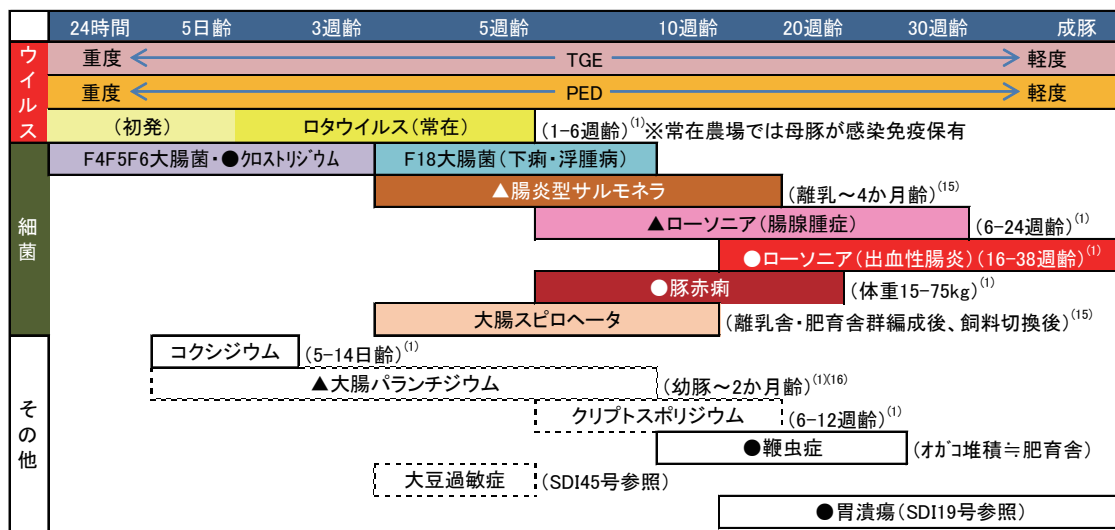 24時間 5日齢 3週齢 5週齢 10週齢 20週齢 30週齢 成豚
ウイルス
重度 TGE 軽度
重度 PED 軽度
(初発) ロタウイルス(常在) (1-6週齢)(1)※常在農場では母豚が感染免疫保有
細菌
F4F5F6大腸菌・●クロストリジウム F18大腸菌(下痢・浮腫病)
▲腸炎型サルモネラ (離乳～4か月齢)(15)
▲ローソニア(腸腺腫症) (6-24週齢)(1)
●ローソニア(出血性腸炎)(16-38週齢)(1)
●豚赤痢 (体重15-75kg)(1)
大腸スピロヘータ (離乳舎・肥育舎群編成後、飼料切換後)(15)
その他
コクシジウム (5-14日齢)(1)
▲大腸バランチジウム (幼豚～2か月齢)(1)(16)
クリプトスポリジウム (6-12週齢)(1)
●鞭虫症 (オガコ堆積≒肥育舎)
大豆過敏症 (SDI45号参照)
●胃潰瘍(SDI19号参照)